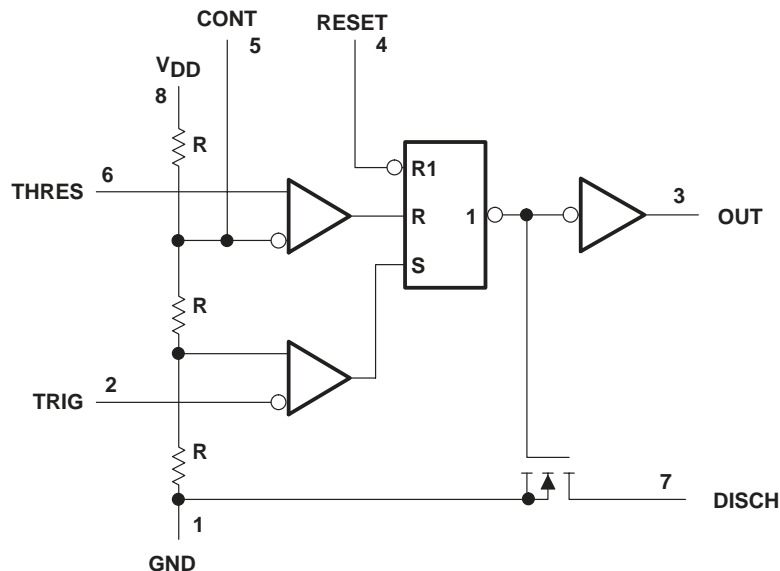 CONT
5
RESET
4
VDD
8
R
6
THRES
R1
R
1
3
OUT
S
R
2
TRIG
R
7
DISCH
1
GND